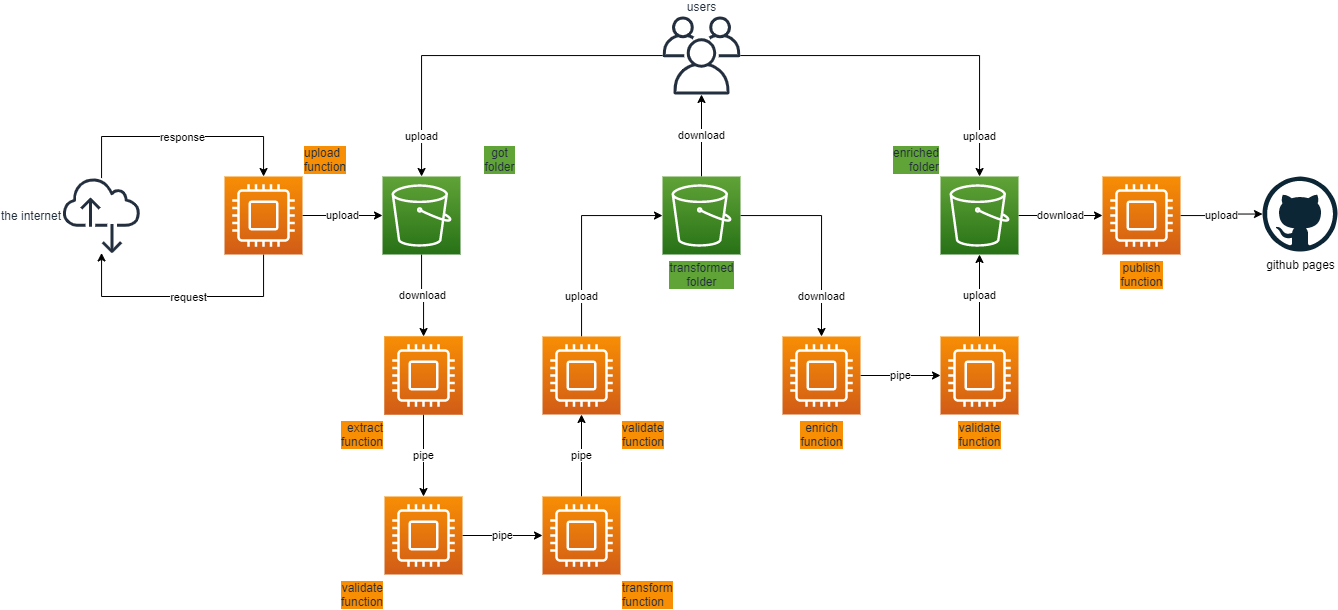 users
upload
download
upload
response
upload
function
got
folder
enriched
folder
the internet
upload
download
upload
github pages
transformed
folder
publish
function
request
download
upload
download
upload
pipe
extract
function
validate
function
enrich
function
validate
function
pipe
pipe
pipe
validate
function
transform
function